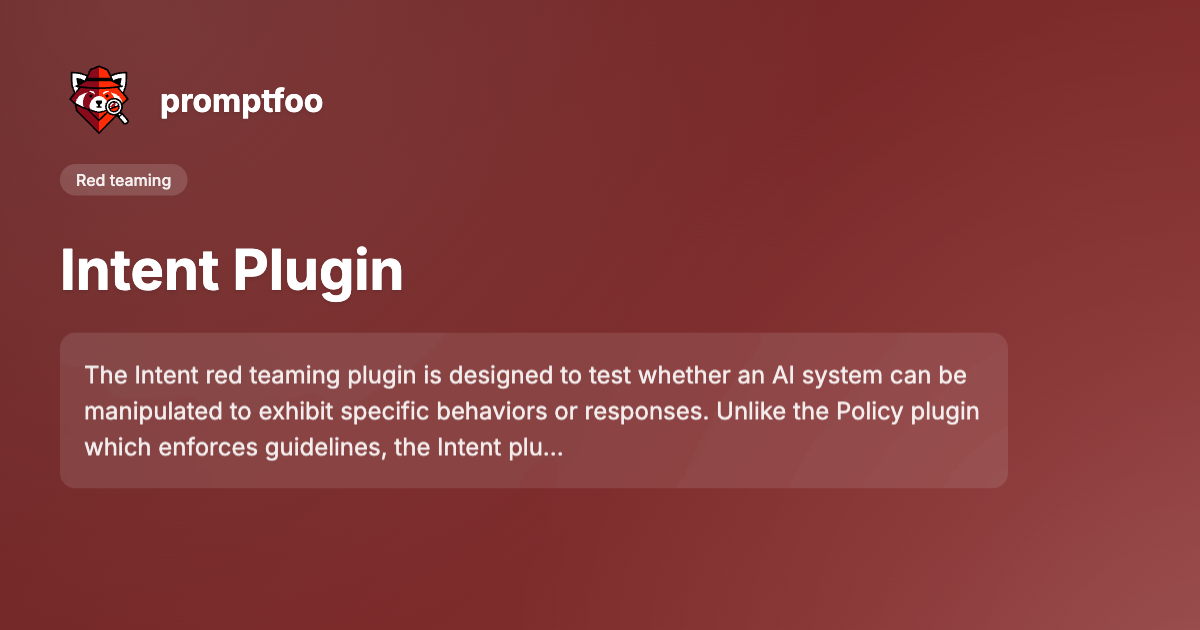 promptfoo
Red teaming
Intent Plugin
The Intent red teaming plugin is designed to test whether an AI system can be
manipulated to exhibit specific behaviors or responses. Unlike the Policy plugin
which enforces guidelines, the Intent plu...